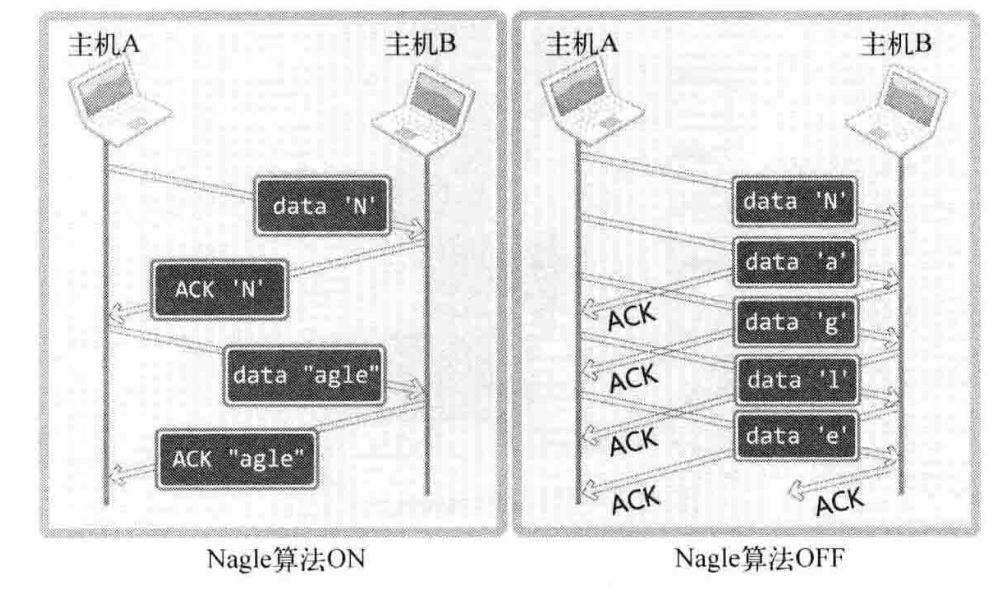 主机A
主机B
data 'N'
ACK 'N'
data "agle"
ACK "agle"
Nagle算法ON
主机A
主机B
data 'N'
data 'a'
ACK
data 'g'
ACK
data 'l'
ACK
data 'e'
ACK
ACK
Nagle算法OFF